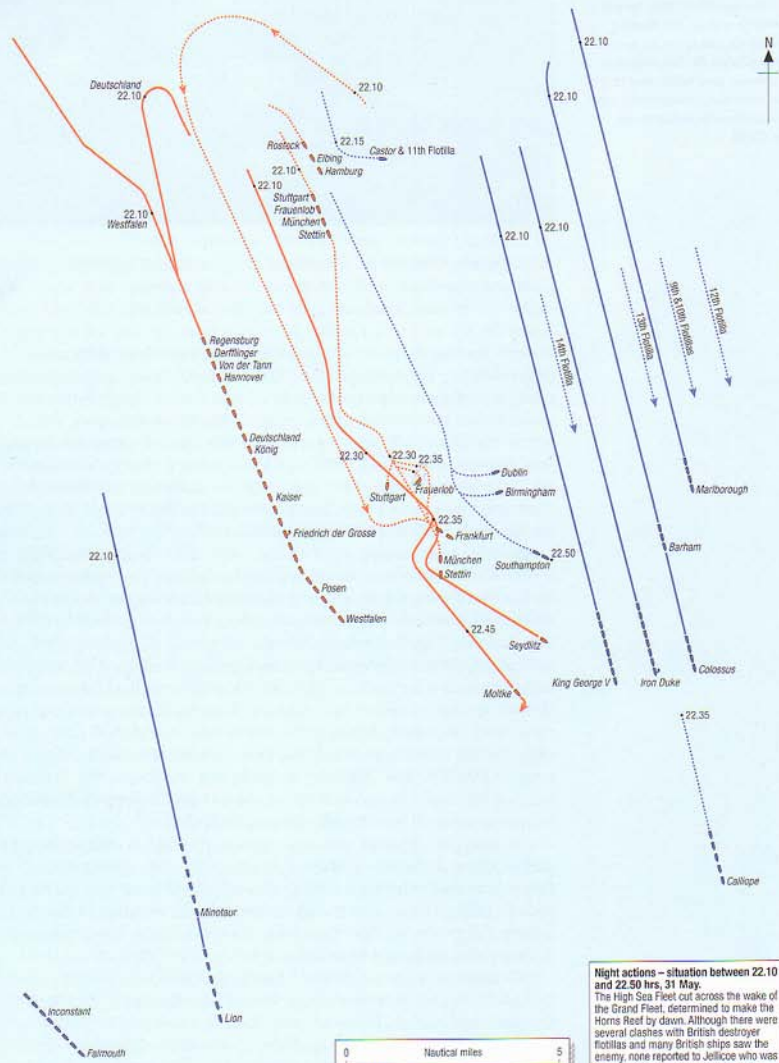 22.10
N
Deutschland
22.10
22.10
22.10
22.15
Castor & 11th Flotilla
Rostock
Elbing
22.10
Hamburg
22.10
Stuttgart
Frauenlob
München
Stettin
22.10
Westfalen
22.10
22.10
14th Flotilla
13th Flotilla
9th & 10th Flotillas
12th Flotilla
Regensburg
Derfflinger
Von der Tann
Hannover
Deutschland
König
Kaiser
Friedrich der Grosse
Posen
Westfalen
22.30
22.30
22.35
Stuttgart
Frauenlob
Dublin
Birmingham
22.35
Frankfurt
München
Stettin
22.50
Southampton
22.45
Seydlitz
Moltke
Marlborough
Barham
King George V
Iron Duke
Colossus
22.10
22.35
Calliope
Minotaur
Lion
Inconstant
Falmouth
0
Nautical miles
5
Night actions – situation between 22.10
and 22.50 hrs, 31 May.
The High Sea Fleet cut across the wake of
the Grand Fleet, determined to make the
Horns Reef by dawn. Although there were
several clashes with British destroyer
flotillas and many British ships saw the
enemy, none reported to Jellicoe who was